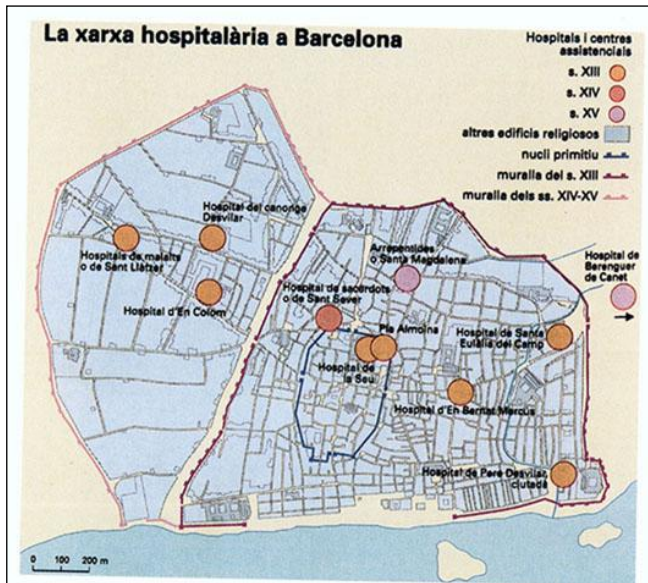 La xarxa hospitalària a Barcelona
Hospitals i centres
assistencials
s. XIII
s. XIV
s. XV
altres edificis religiosos
nucli primitiu
muralla del s. XIII
muralla dels ss. XIV-XV
Hospital del canonge
Desvilar
Hospitals de malalts
o de Sant Llàtzer
Hospital d'En Colom
Arrepentides
o Santa Magdalena
Hospital de sacerdots
o de Sant Sever
Pia Almoina
Hospital de
la Seu
Hospital de Santa
Eulàlia del Camp
Hospital de
Berenguer
de Canet
Hospital d'En Bernat Marcús
Hospital de Pere Desvilar,
ciutadà
0 100 200 m